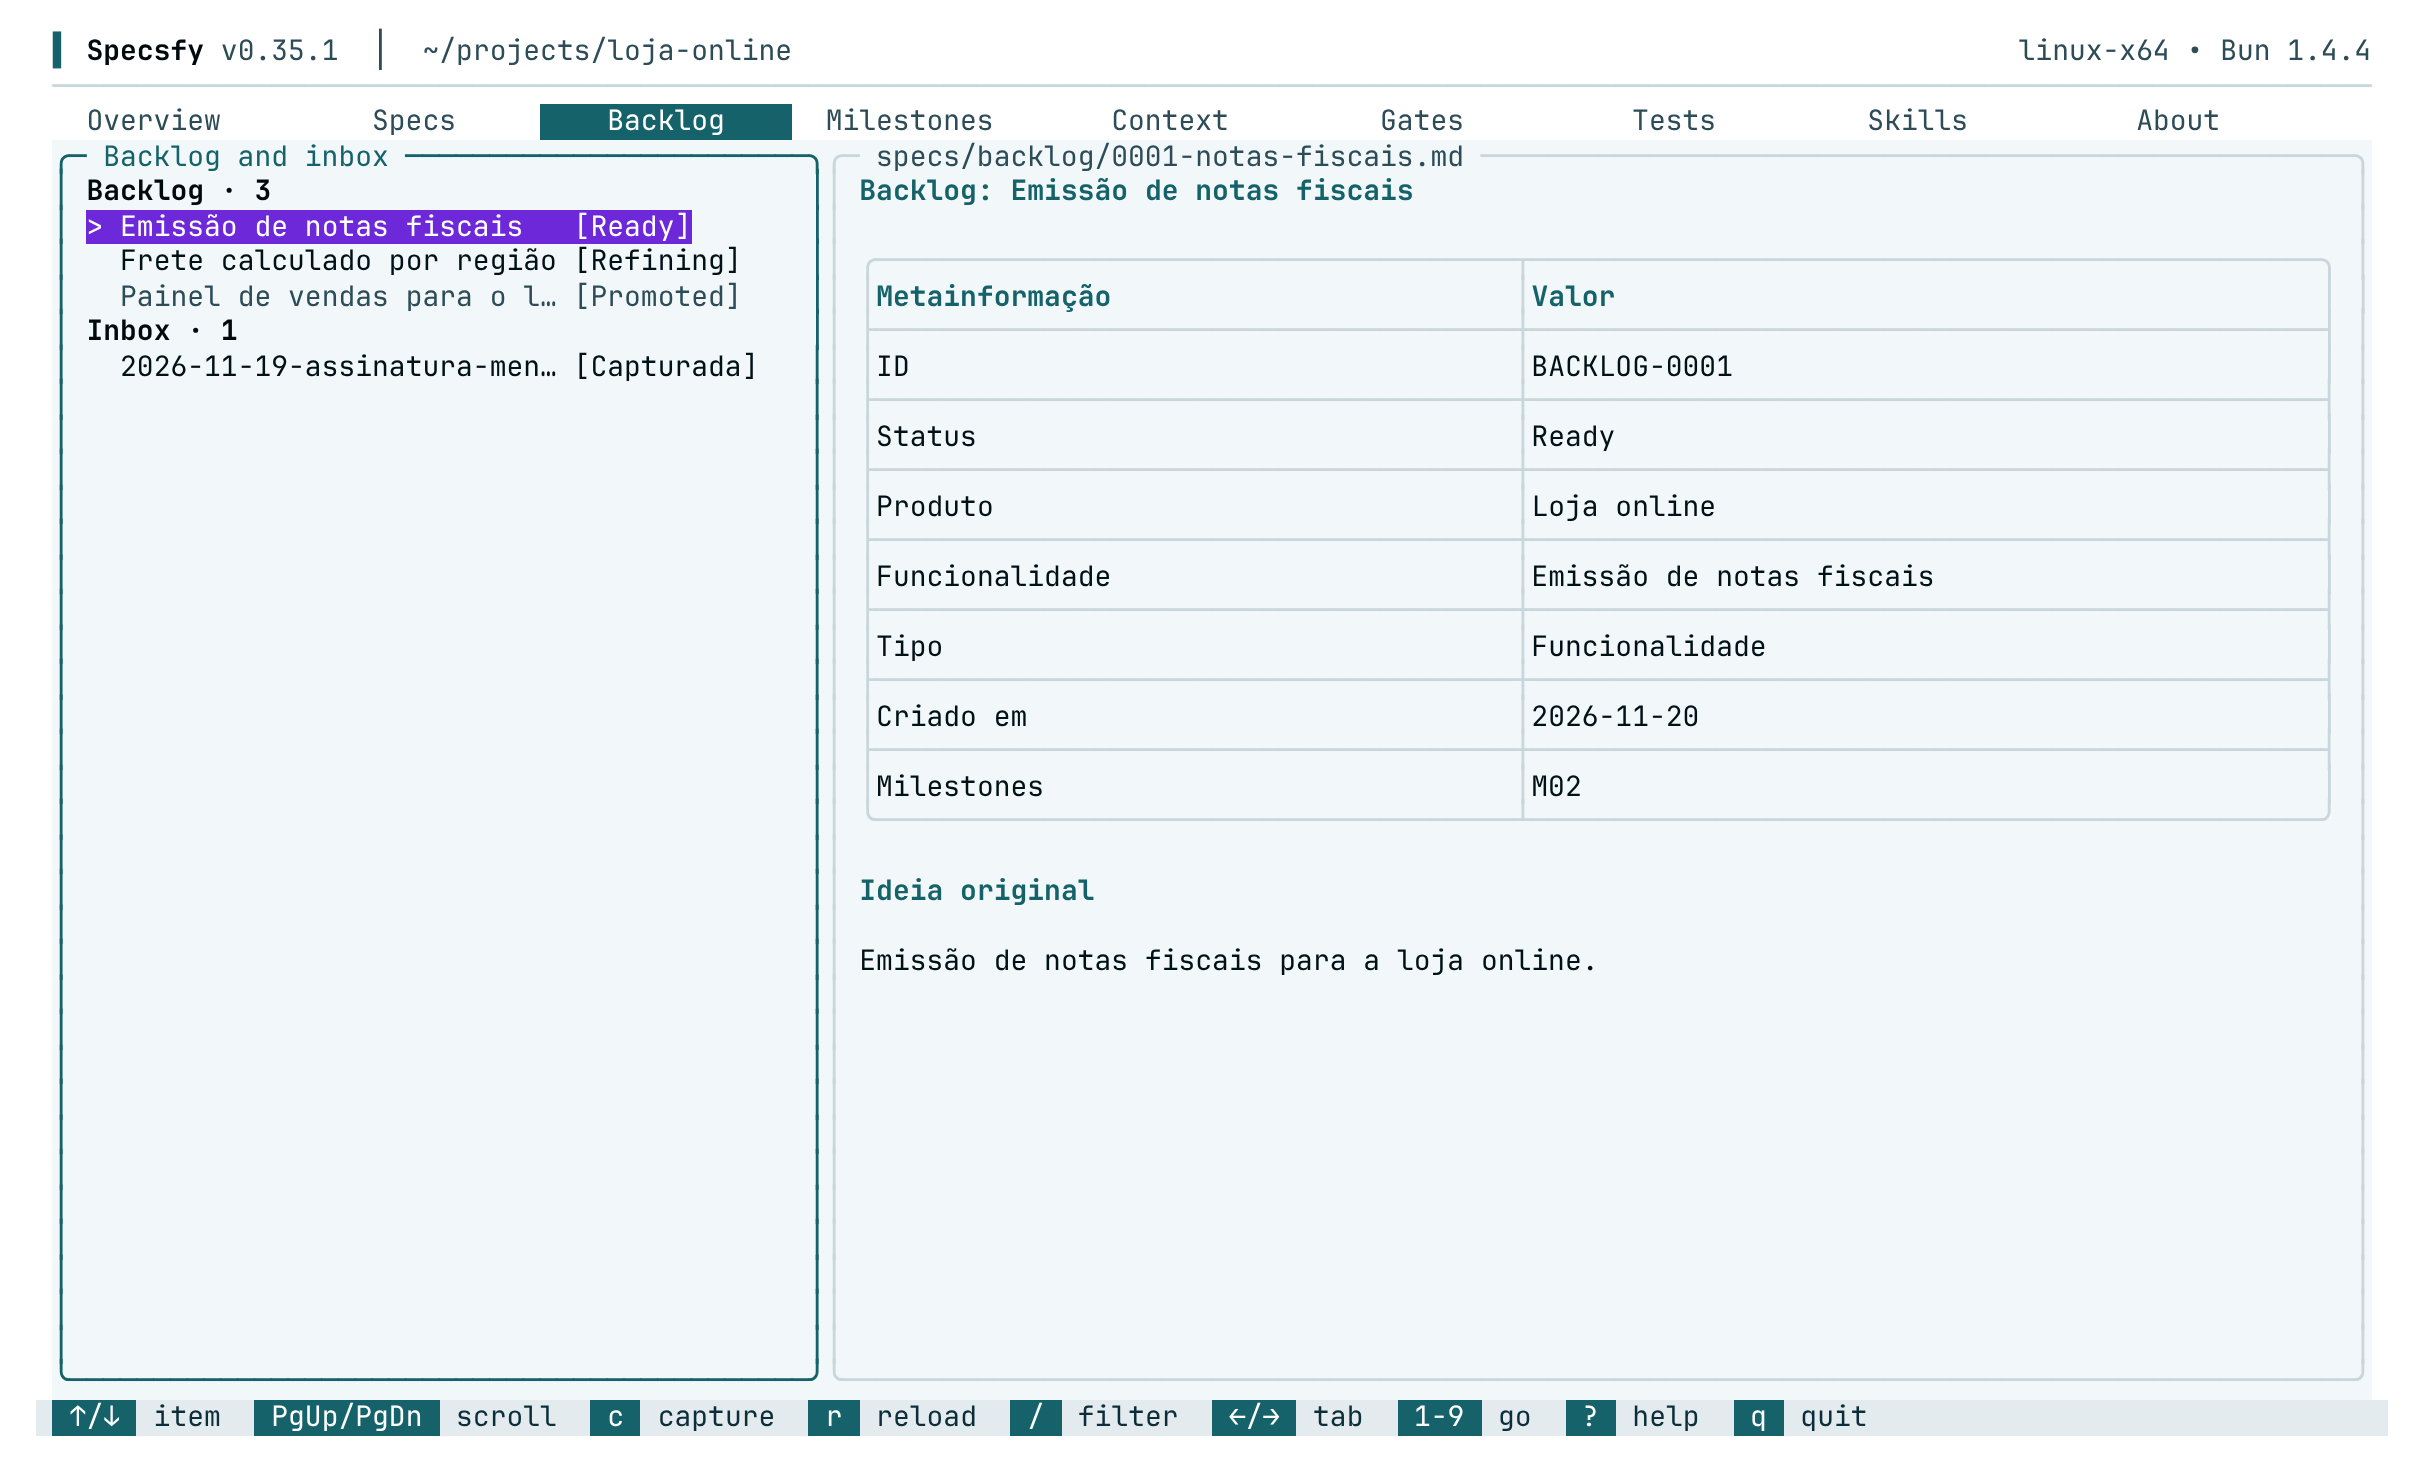 Specsfy v0.35.1 │ ~/projects/loja-online linux-x64 • Bun 1.4.4
Overview Specs Backlog Milestones Context Gates Tests Skills About
Backlog and inbox
Backlog · 3
> Emissão de notas fiscais [Ready]
Frete calculado por região [Refining]
Painel de vendas para o l… [Promoted]
Inbox · 1
2026-11-19-assinatura-men… [Capturada]
specs/backlog/0001-notas-fiscais.md
Backlog: Emissão de notas fiscais
Metainformação Valor
ID BACKLOG-0001
Status Ready
Produto Loja online
Funcionalidade Emissão de notas fiscais
Tipo Funcionalidade
Criado em 2026-11-20
Milestones M02
Ideia original
Emissão de notas fiscais para a loja online.
↑/↓ item PgUp/PgDn scroll c capture r reload / filter ←/→ tab 1-9 go ? help q quit